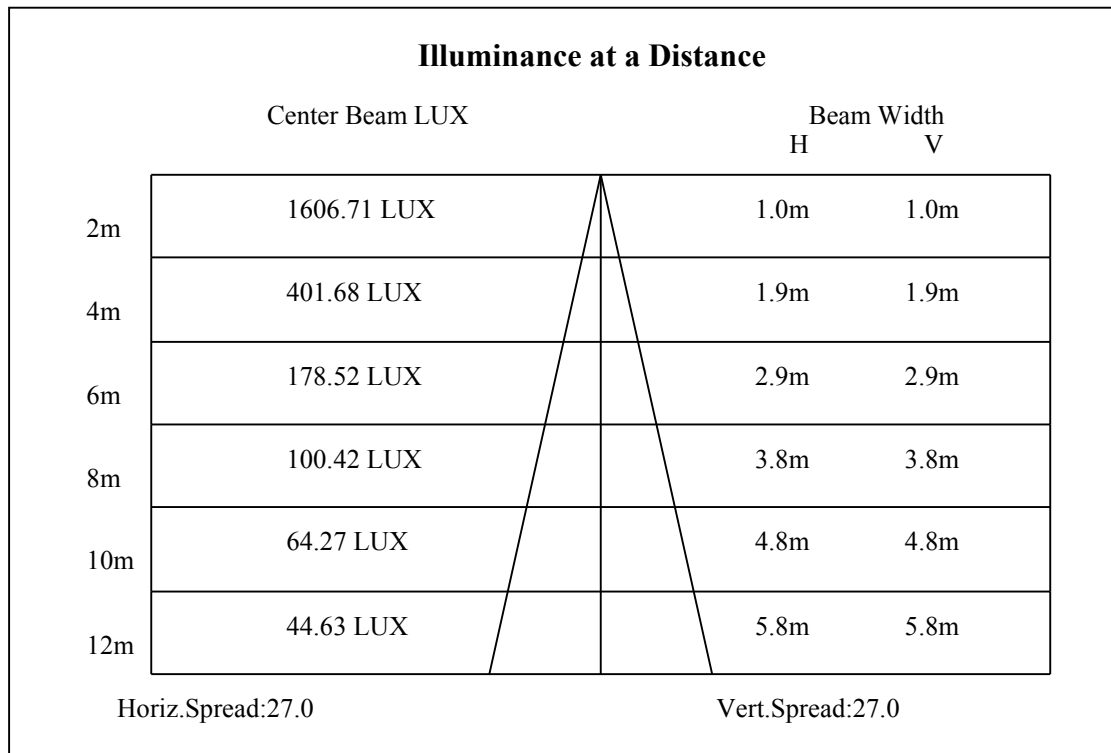 Illuminance at a Distance
Center Beam LUX Beam Width
H V
2m 1606.71 LUX 1.0m 1.0m
4m 401.68 LUX 1.9m 1.9m
6m 178.52 LUX 2.9m 2.9m
8m 100.42 LUX 3.8m 3.8m
10m 64.27 LUX 4.8m 4.8m
12m 44.63 LUX 5.8m 5.8m
Horiz.Spread:27.0 Vert.Spread:27.0